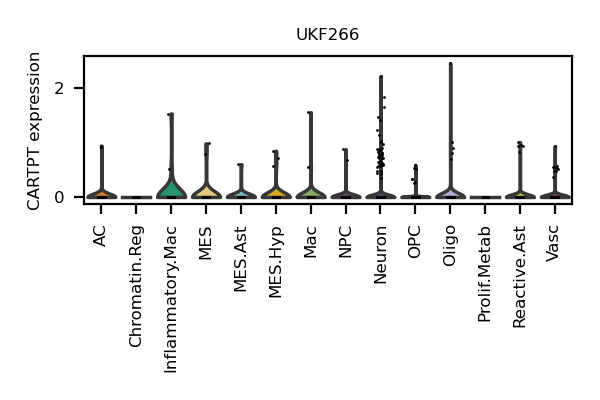 UKF266
CARTPT expression
2
0
AC
Chromatin.Reg
Inflammatory.Mac
MES
MES.Ast
MES.Hyp
Mac
NPC
Neuron
OPC
Oligo
Prolif.Metab
Reactive.Ast
Vasc